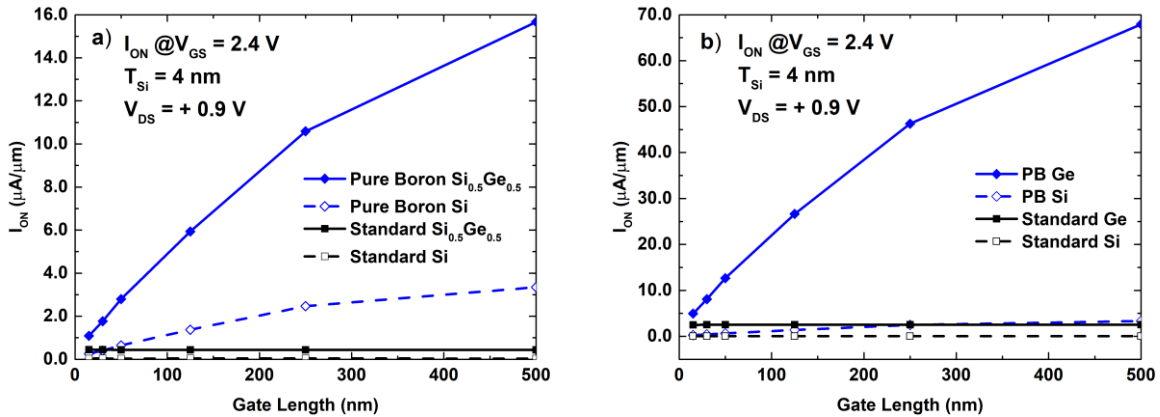 a)
I_ON @V_GS = 2.4 V
T_Si = 4 nm
V_DS = + 0.9 V
16.0
14.0
12.0
10.0
8.0
6.0
4.0
2.0
0.0
I_ON (μA/μm)
Pure Boron Si_0.5Ge_0.5
Pure Boron Si
Standard Si_0.5Ge_0.5
Standard Si
0 100 200 300 400 500
Gate Length (nm)
b)
I_ON @V_GS = 2.4 V
T_Si = 4 nm
V_DS = + 0.9 V
70.0
60.0
50.0
40.0
30.0
20.0
10.0
0.0
I_ON (μA/μm)
PB Ge
PB Si
Standard Ge
Standard Si
0 100 200 300 400 500
Gate Length (nm)